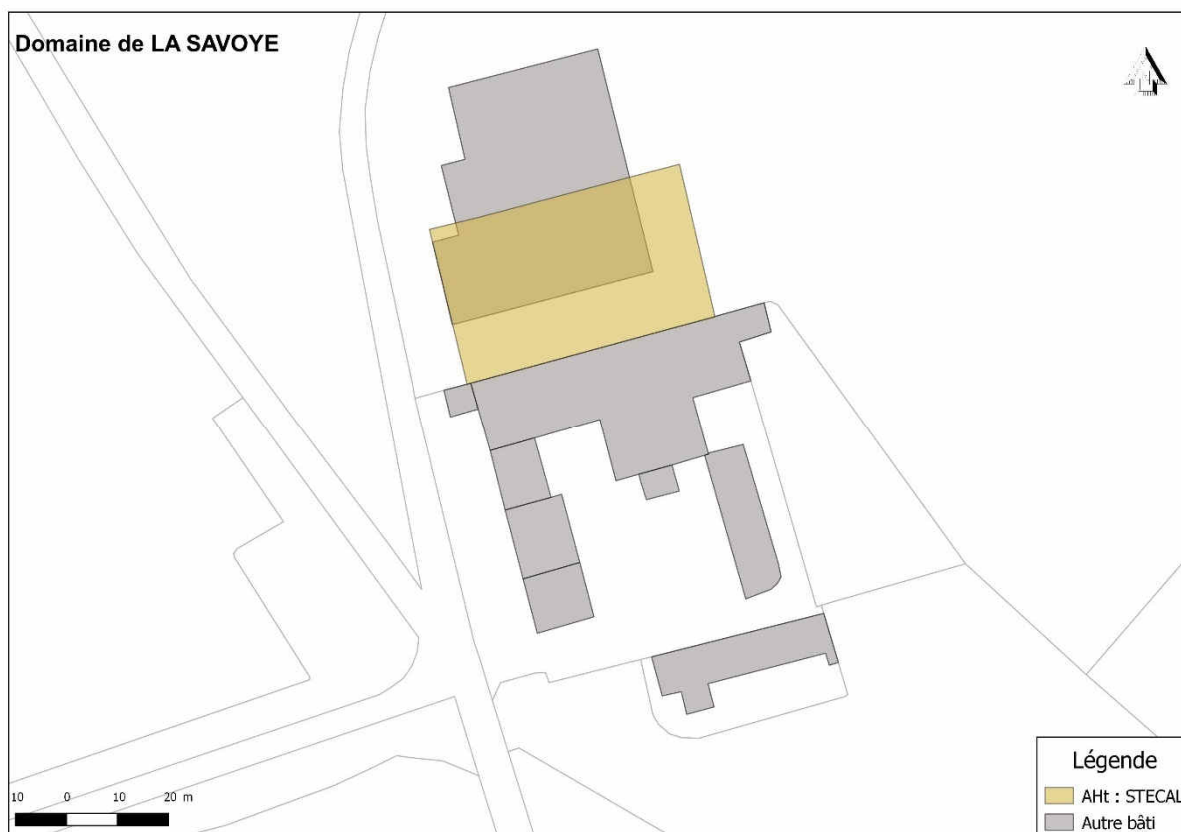 Domaine de LA SAVOYE
10 0 10 20 m
Légende
AHt : STECAL
Autre bâti